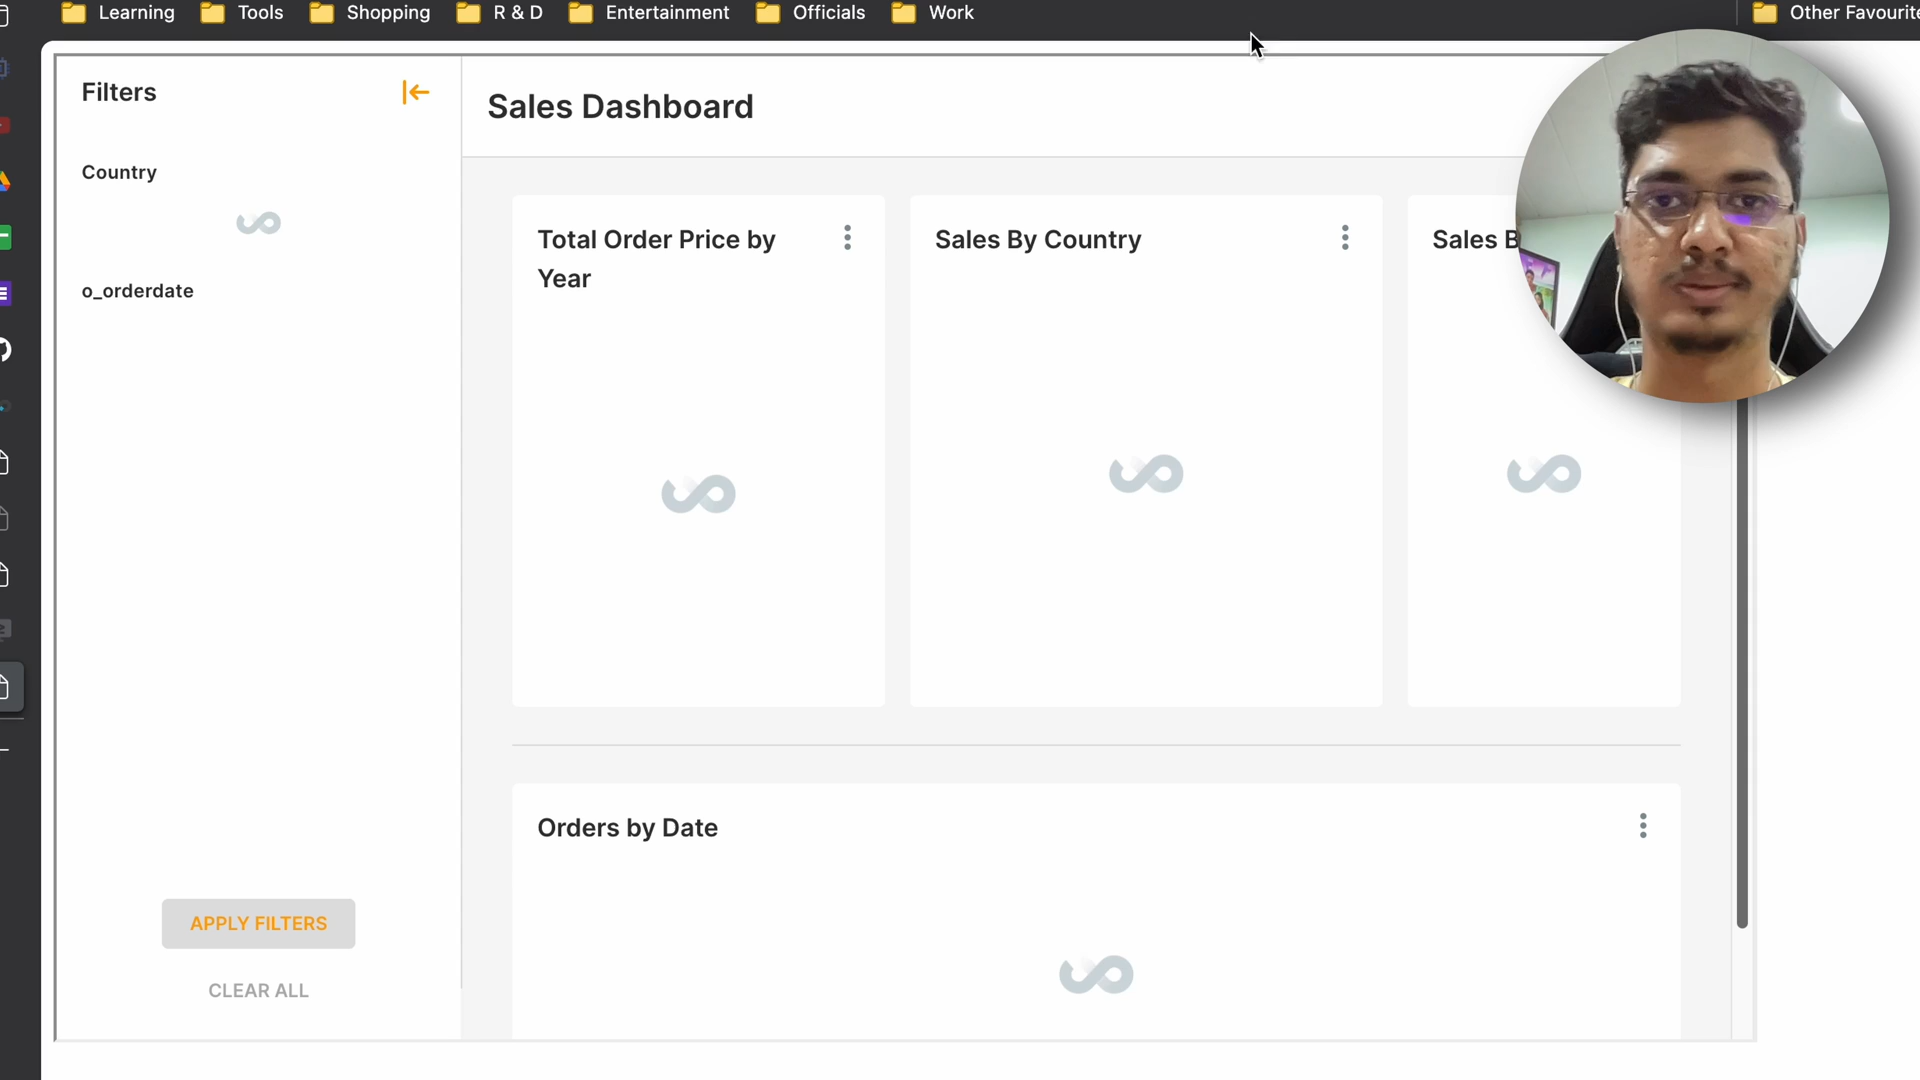 Learning
Tools
Shopping
R & D
Entertainment
Officials
Work
Other Favourite
Filters
Sales Dashboard
Country
o_orderdate
Total Order Price by
Year
Sales By Country
Sales B
Orders by Date
APPLY FILTERS
CLEAR ALL